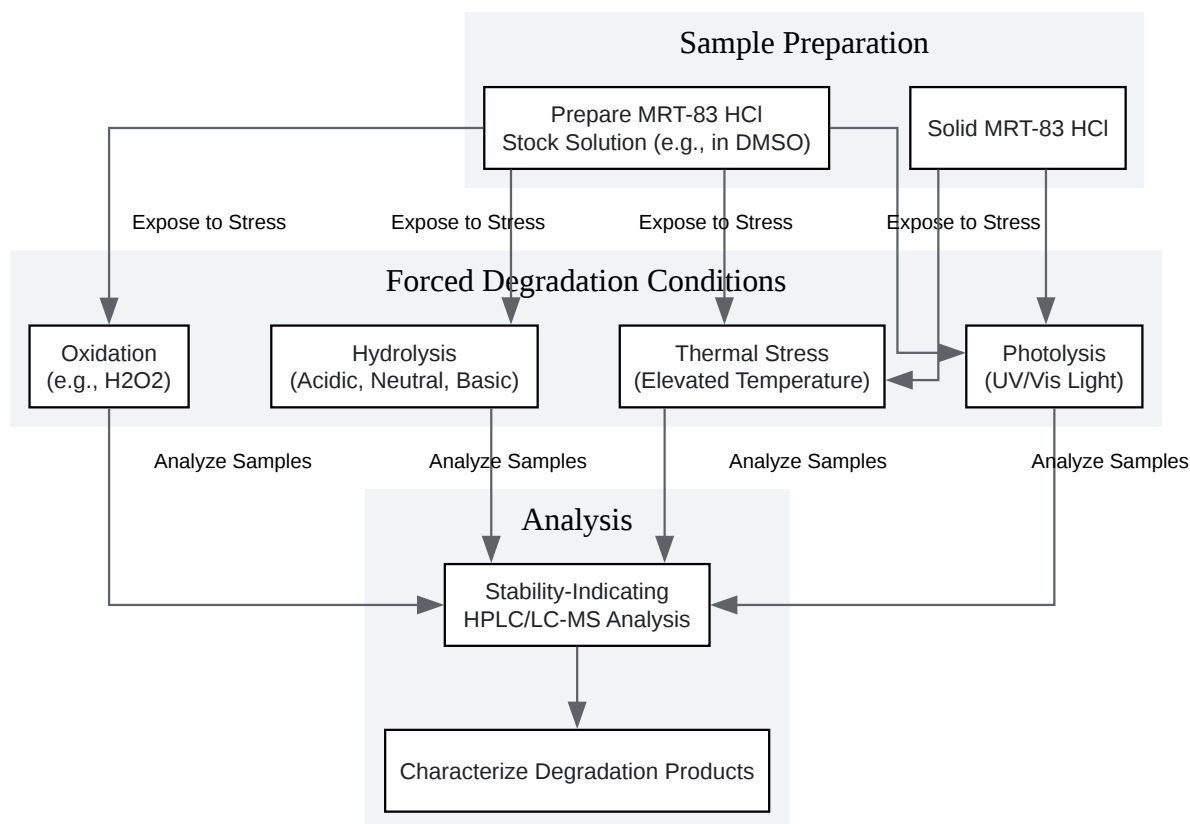 Sample Preparation
Prepare MRT-83 HCl
Stock Solution (e.g., in DMSO)
Solid MRT-83 HCl
Expose to Stress
Expose to Stress
Expose to Stress
Expose to Stress
Forced Degradation Conditions
Oxidation
(e.g., H2O2)
Hydrolysis
(Acidic, Neutral, Basic)
Thermal Stress
(Elevated Temperature)
Photolysis
(UV/Vis Light)
Analyze Samples
Analyze Samples
Analyze Samples
Analyze Samples
Analysis
Stability-Indicating
HPLC/LC-MS Analysis
Characterize Degradation Products